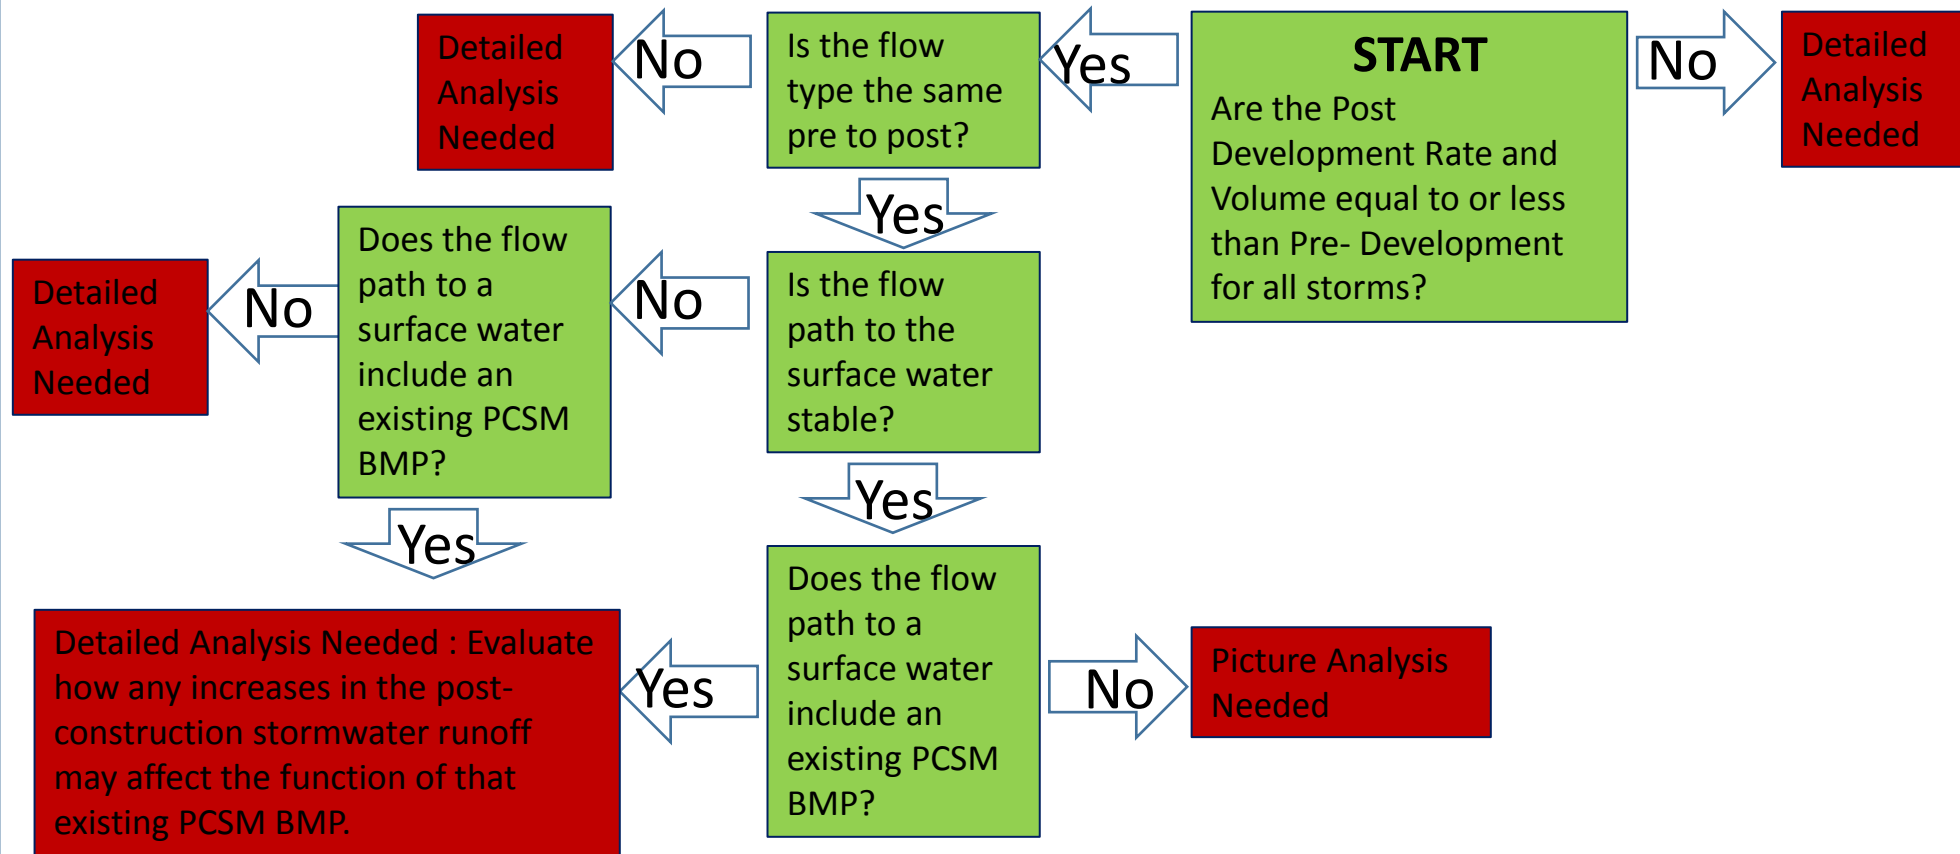 START
Are the Post
Development Rate and
Volume equal to or less
than Pre- Development
for all storms?
No
Detailed
Analysis
Needed
Yes
Is the flow
type the same
pre to post?
No
Detailed
Analysis
Needed
Yes
Is the flow
path to the
surface water
stable?
No
Does the flow
path to a
surface water
include an
existing PCSM
BMP?
No
Detailed
Analysis
Needed
Yes
Yes
Does the flow
path to a
surface water
include an
existing PCSM
BMP?
Yes
Detailed Analysis Needed : Evaluate
how any increases in the post-
construction stormwater runoff
may affect the function of that
existing PCSM BMP.
No
Picture Analysis
Needed